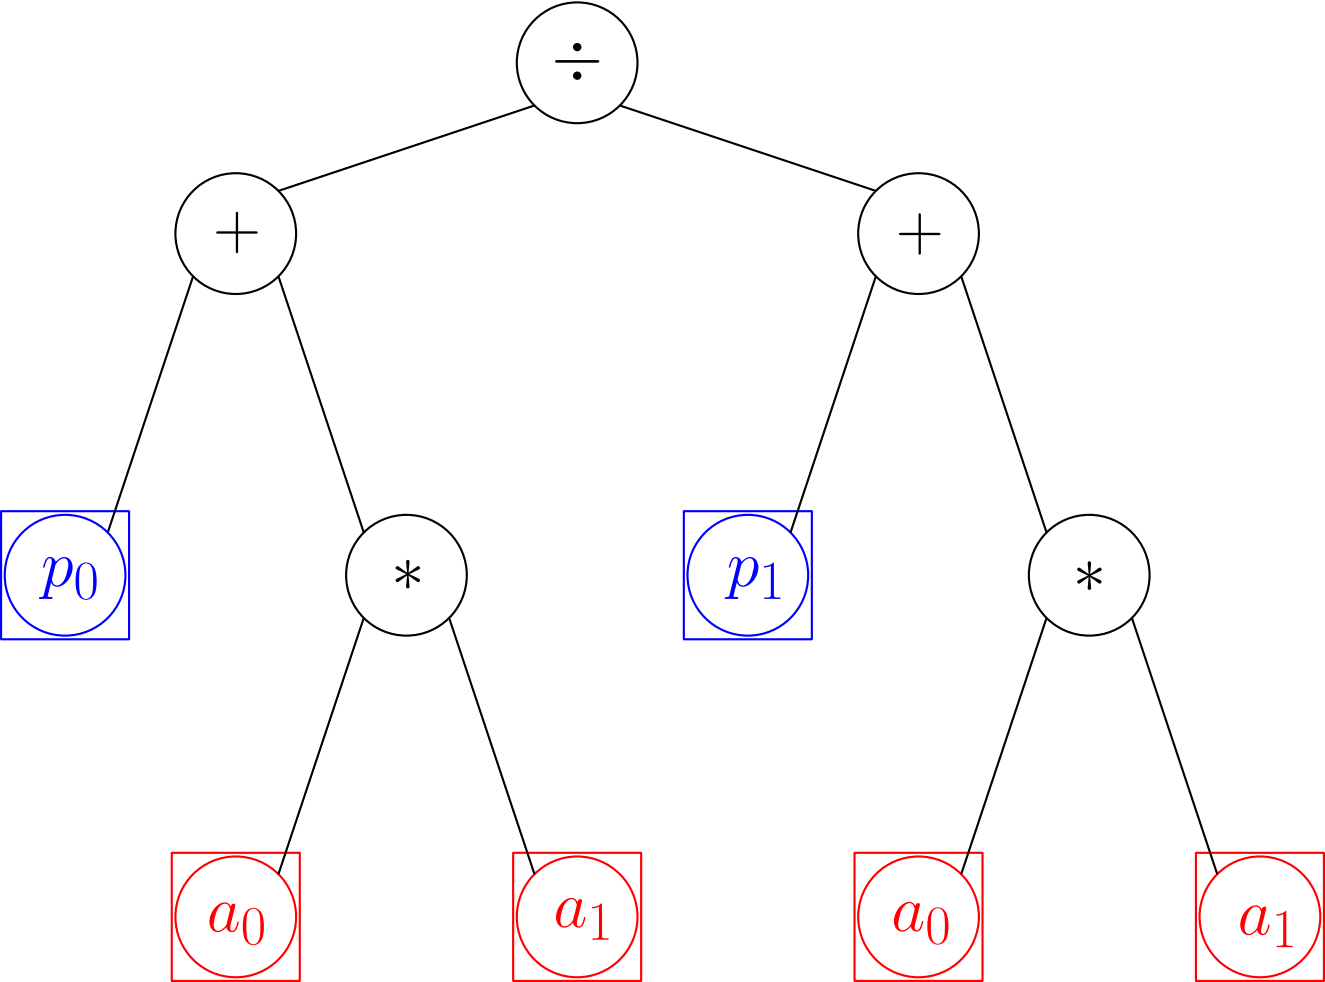 ÷
+ +
p₀ * p₁ *
a₀ a₁ a₀ a₁